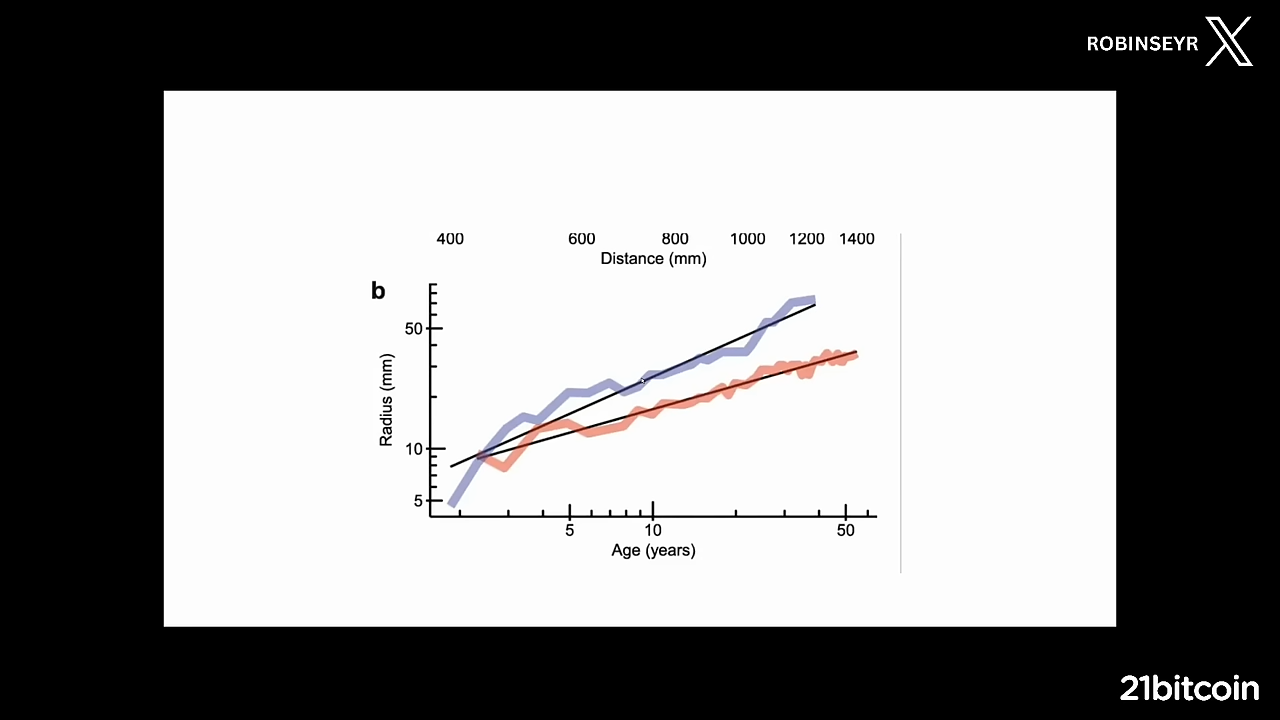 ROBINSEYR X
400 600 800 1000 1200 1400
Distance (mm)
b
50
Radius (mm)
10
5
5 10 50
Age (years)
21bitcoin